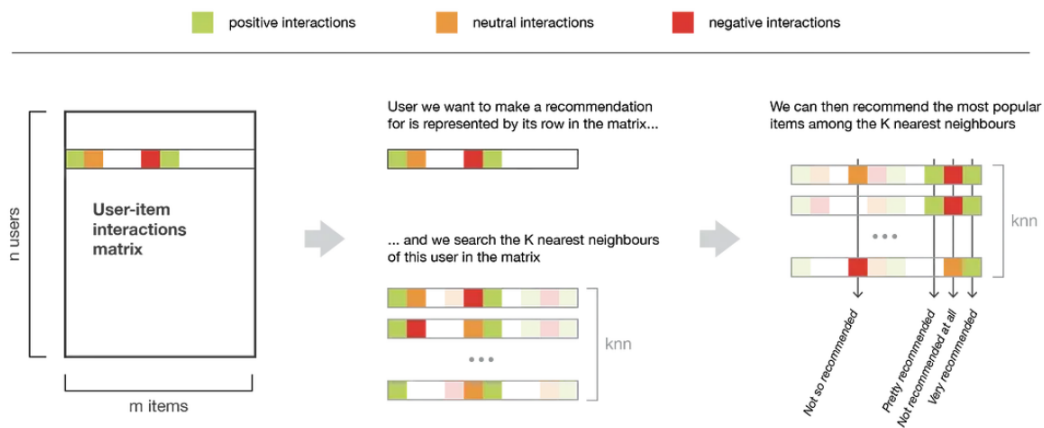 positive interactions
neutral interactions
negative interactions
User-item
interactions
matrix
n users
m items
User we want to make a recommendation
for is represented by its row in the matrix...
... and we search the K nearest neighbours
of this user in the matrix
knn
We can then recommend the most popular
items among the K nearest neighbours
knn
Not so recommended
Pretty recommended
Not recommended at all
Very recommended